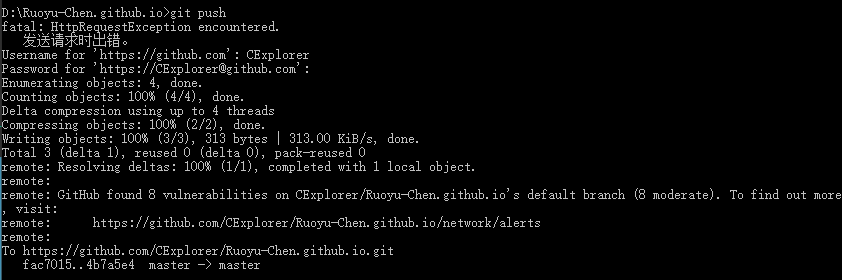 D:\Ruoyu-Chen.github.io>git push
fatal: HttpRequestException encountered.
   发送请求时出错。
Username for 'https://github.com': CExplorer
Password for 'https://CExplorer@github.com':
Enumerating objects: 4, done.
Counting objects: 100% (4/4), done.
Delta compression using up to 4 threads
Compressing objects: 100% (2/2), done.
Writing objects: 100% (3/3), 313 bytes | 313.00 KiB/s, done.
Total 3 (delta 1), reused 0 (delta 0), pack-reused 0
remote: Resolving deltas: 100% (1/1), completed with 1 local object.
remote:
remote: GitHub found 8 vulnerabilities on CExplorer/Ruoyu-Chen.github.io's default branch (8 moderate). To find out more
, visit:
remote:     https://github.com/CExplorer/Ruoyu-Chen.github.io/network/alerts
remote:
To https://github.com/CExplorer/Ruoyu-Chen.github.io.git
   fac7015..4b7a5e4  master -> master